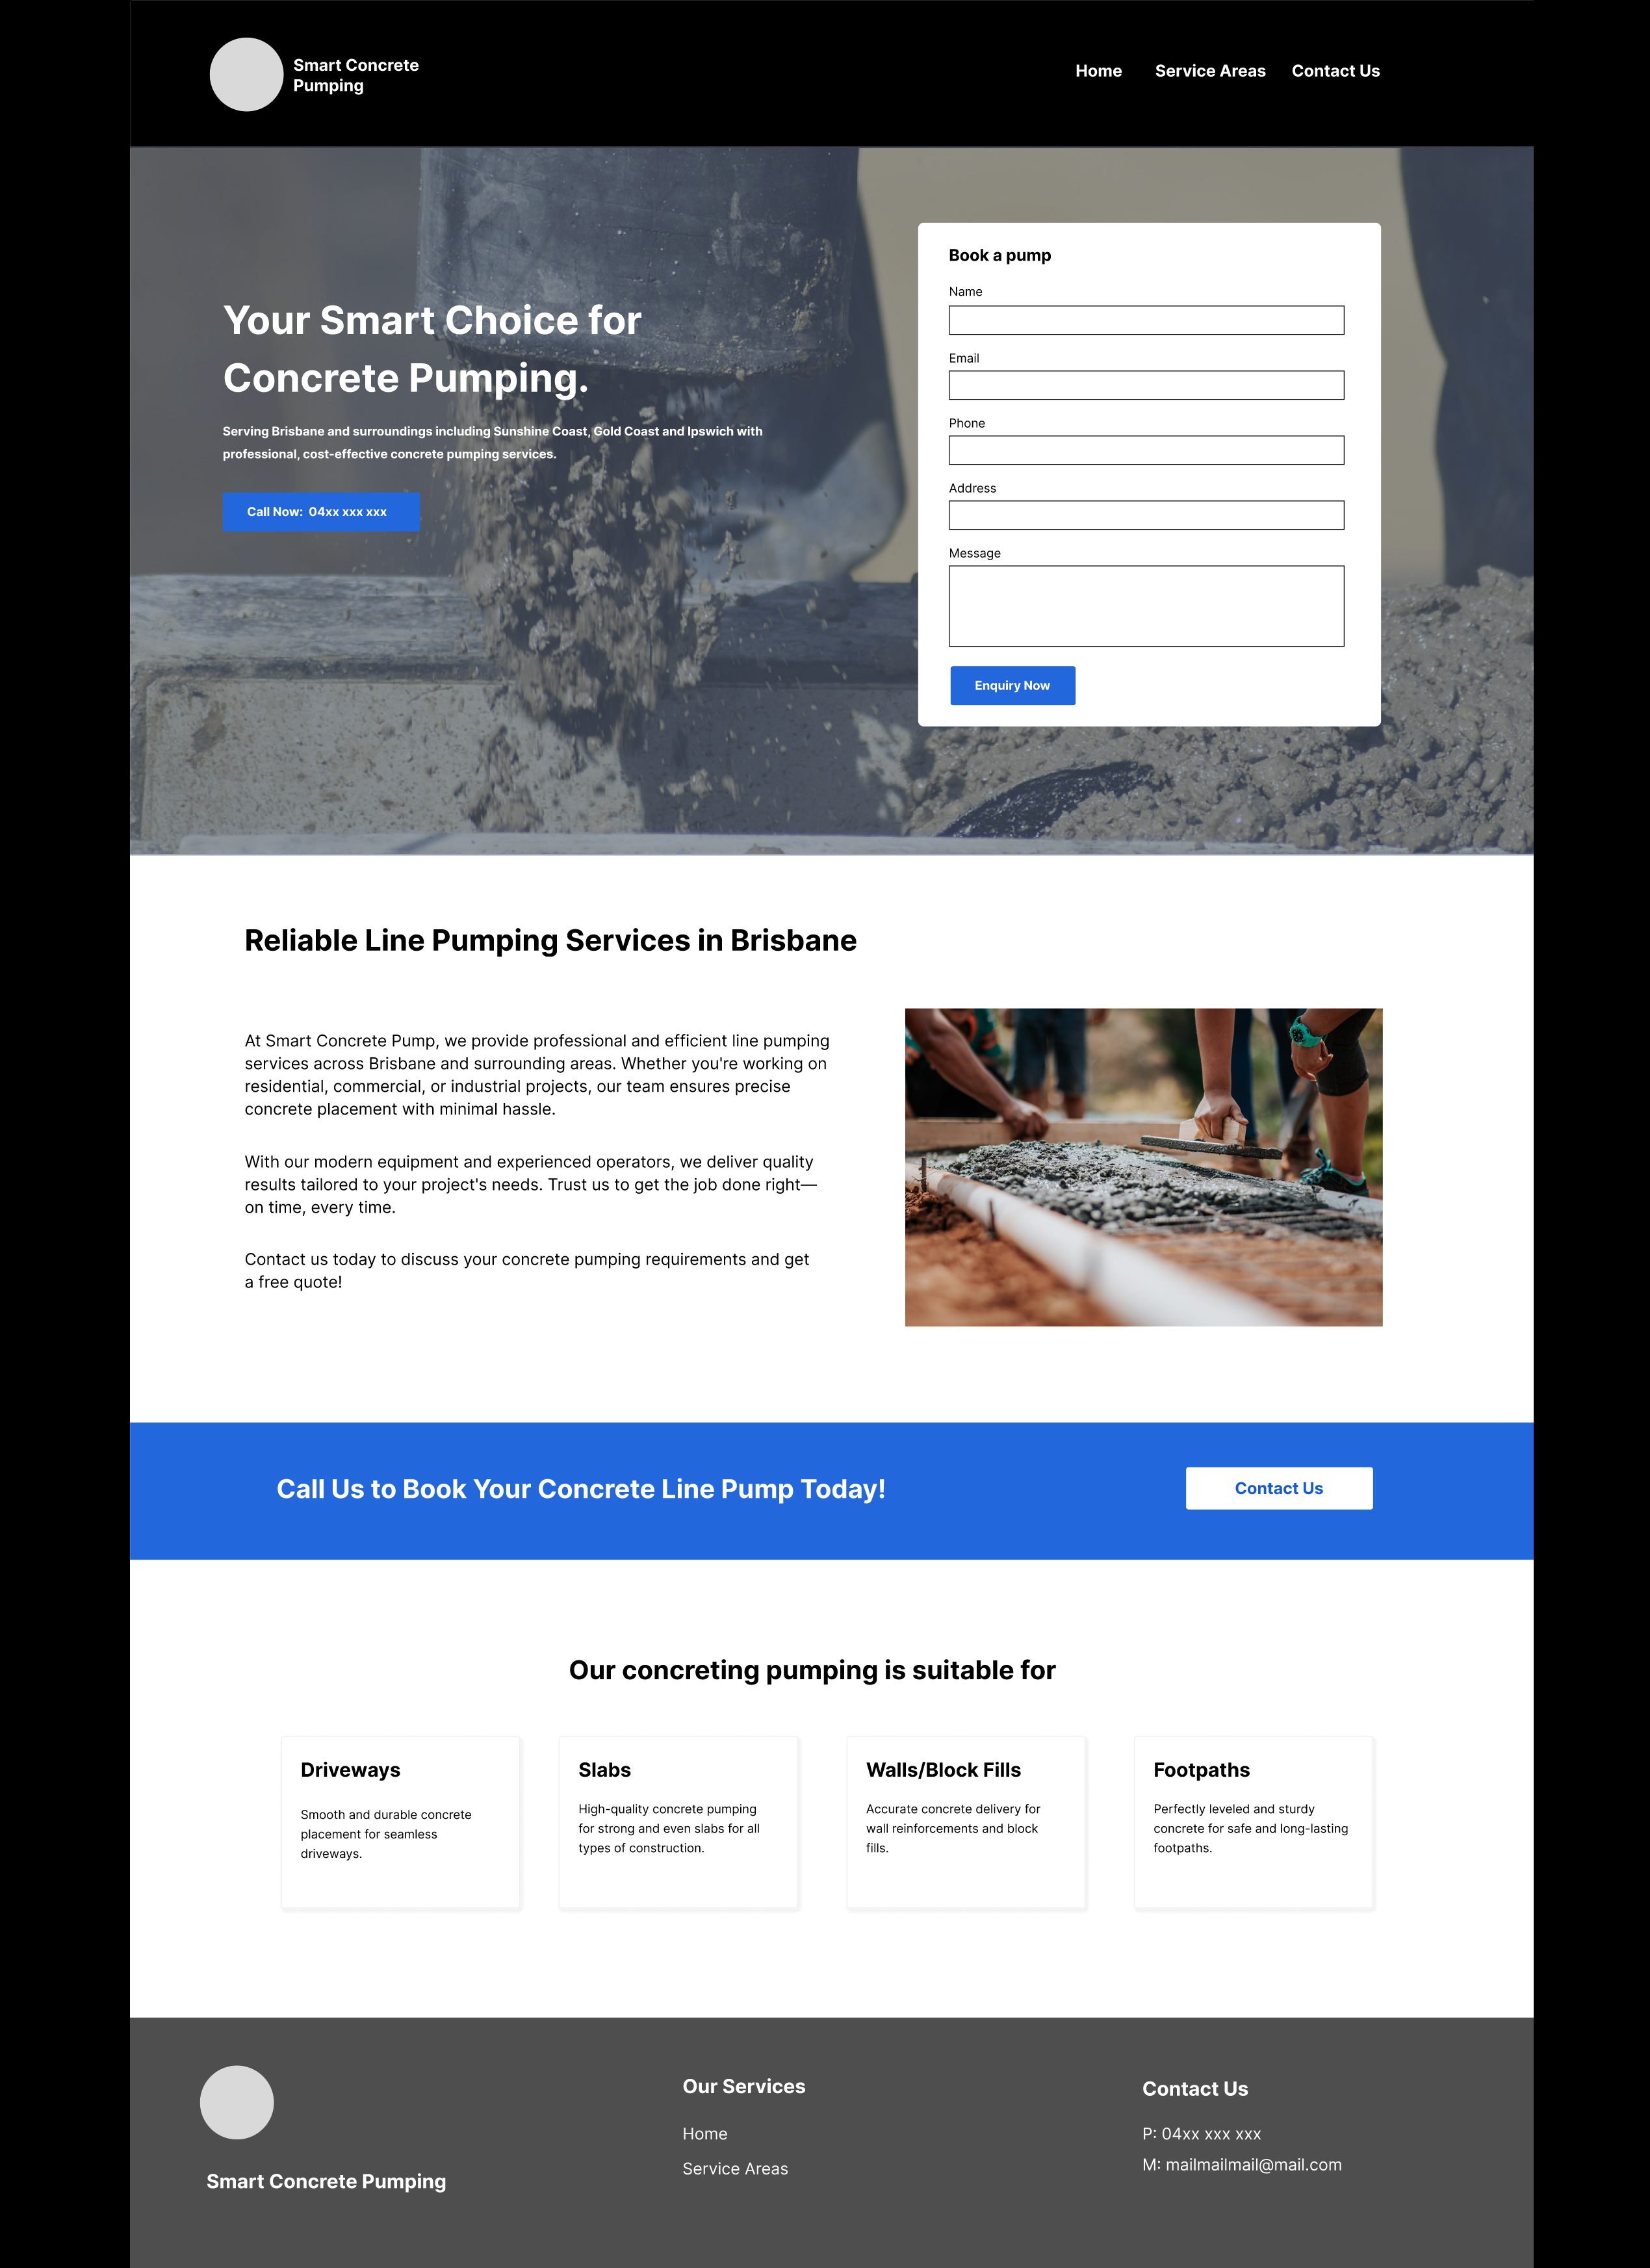 Smart Concrete
Pumping
Home
Service Areas
Contact Us
Your Smart Choice for
Concrete Pumping.
Serving Brisbane and surroundings including Sunshine Coast, Gold Coast and Ipswich with
professional, cost-effective concrete pumping services.
Call Now:  04xx xxx xxx
Book a pump
Name
Email
Phone
Address
Message
Enquiry Now
Reliable Line Pumping Services in Brisbane
At Smart Concrete Pump, we provide professional and efficient line pumping
services across Brisbane and surrounding areas. Whether you're working on
residential, commercial, or industrial projects, our team ensures precise
concrete placement with minimal hassle.
With our modern equipment and experienced operators, we deliver quality
results tailored to your project's needs. Trust us to get the job done right—
on time, every time.
Contact us today to discuss your concrete pumping requirements and get
a free quote!
Call Us to Book Your Concrete Line Pump Today!
Contact Us
Our concreting pumping is suitable for
Driveways
Smooth and durable concrete
placement for seamless
driveways.
Slabs
High-quality concrete pumping
for strong and even slabs for all
types of construction.
Walls/Block Fills
Accurate concrete delivery for
wall reinforcements and block
fills.
Footpaths
Perfectly leveled and sturdy
concrete for safe and long-lasting
footpaths.
Smart Concrete Pumping
Our Services
Home
Service Areas
Contact Us
P: 04xx xxx xxx
M: mailmailmail@mail.com